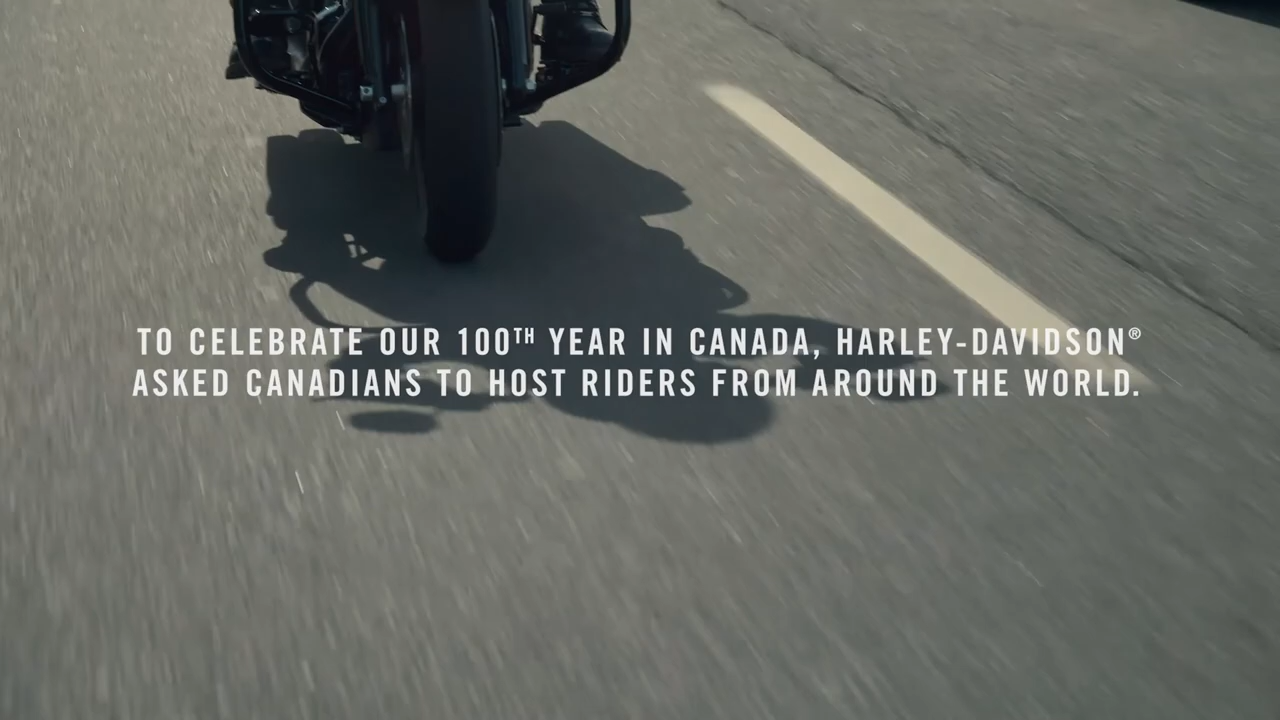 TO CELEBRATE OUR 100TH YEAR IN CANADA, HARLEY-DAVIDSON®
ASKED CANADIANS TO HOST RIDERS FROM AROUND THE WORLD.